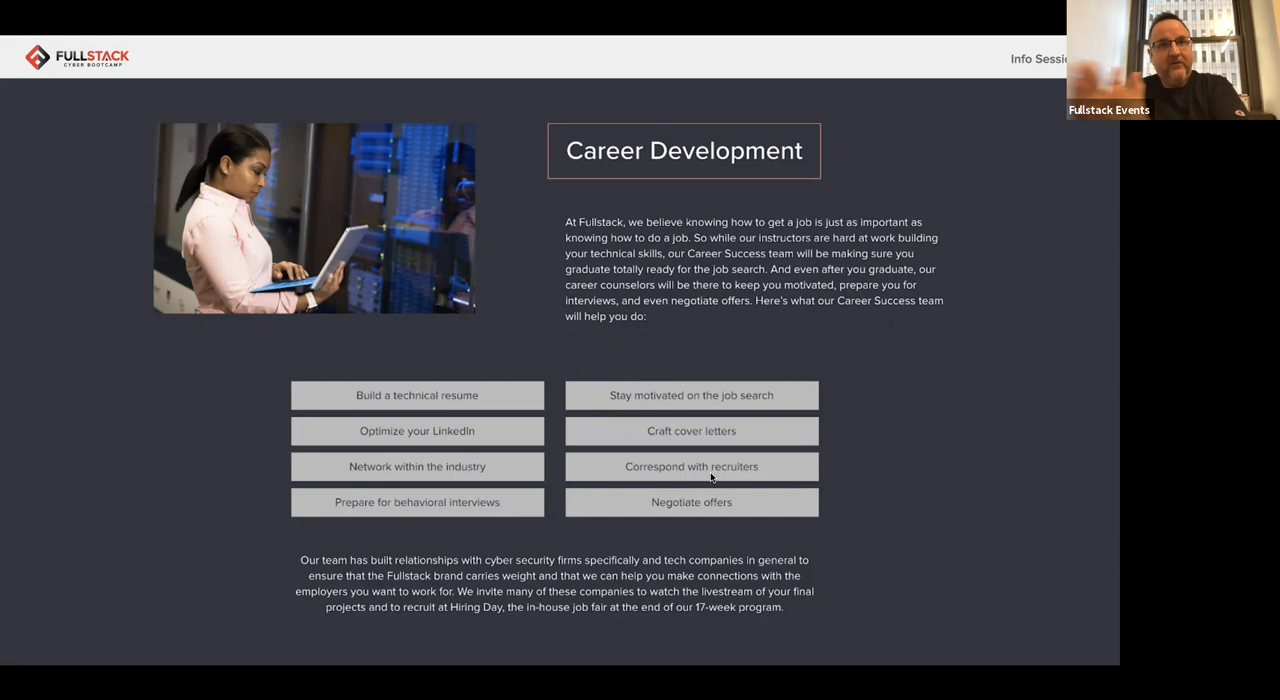 FULLSTACK
CYBER BOOTCAMP
Info
Fullstack Events
Career Development
At Fullstack, we believe knowing how to get a job is just as important as
knowing how to do a job. So while our instructors are hard at work building
your technical skills, our Career Success team will be making sure you
graduate totally ready for the job search. And even after you graduate, our
career counselors will be there to keep you motivated, prepare you for
interviews, and even negotiate offers. Here's what our Career Success team
will help you do:
Build a technical resume
Stay motivated on the job search
Optimize your LinkedIn
Craft cover letters
Network within the industry
Correspond with recruiters
Prepare for behavioral interviews
Negotiate offers
Our team has built relationships with cyber security firms specifically and tech companies in general to
ensure that the Fullstack brand carries weight and that we can help you make connections with the
employers you want to work for. We invite many of these companies to watch the livestream of your final
projects and to recruit at Hiring Day, the in-house job fair at the end of our 17-week program.